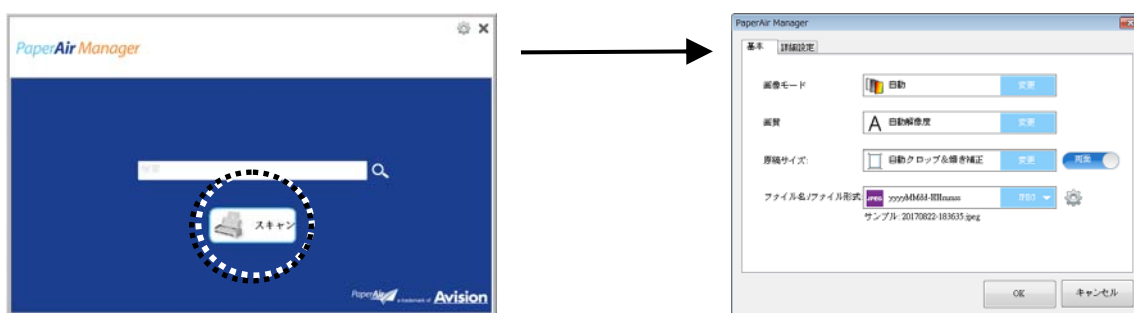 PaperAir Manager
検索
スキャン
PaperAir a trademark of Avision
PaperAir Manager
基本 詳細設定
画像モード 自動 変更
画質 A 自動解像度 変更
原稿サイズ: 自動クロップ&傾き補正 変更 両面
ファイル名/ファイル形式: JPEG yyyyMMdd-HHmmss JPEG
サンプル: 20170822-183635.jpeg
OK キャンセル